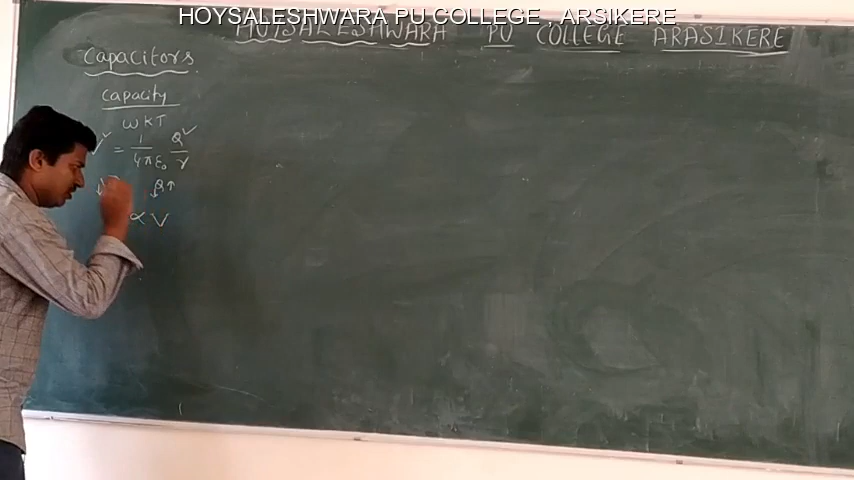 HOYSALESHWARA PU COLLEGE , ARSIKERE
HOYSALESHWARA PU COLLEGE ARASIKERE
Capacitors
Capacity
WKT
V = 1/4πε₀ Q/r
Q↑
∝ V